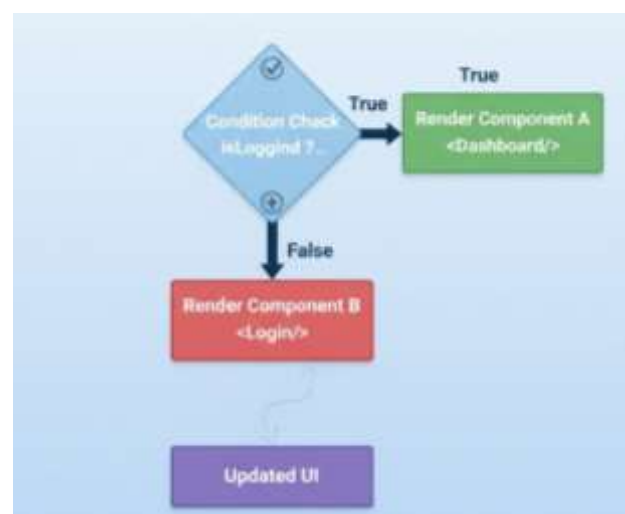 True
True
Condition Check
isLoggind ?..
Render Component A
<Dashboard/>
False
Render Component B
<Login/>
Updated UI